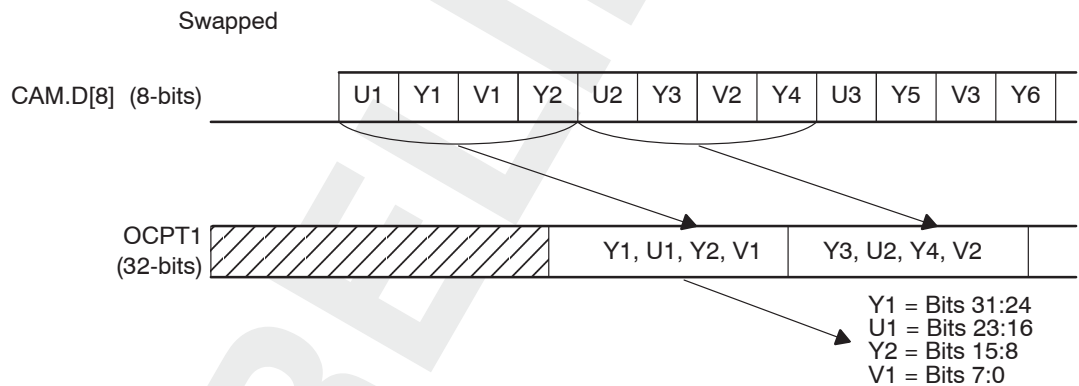 Swapped
CAM.D[8] (8-bits) U1 Y1 V1 Y2 U2 Y3 V2 Y4 U3 Y5 V3 Y6
OCPT1
(32-bits)
Y1, U1, Y2, V1 Y3, U2, Y4, V2
Y1 = Bits 31:24
U1 = Bits 23:16
Y2 = Bits 15:8
V1 = Bits 7:0